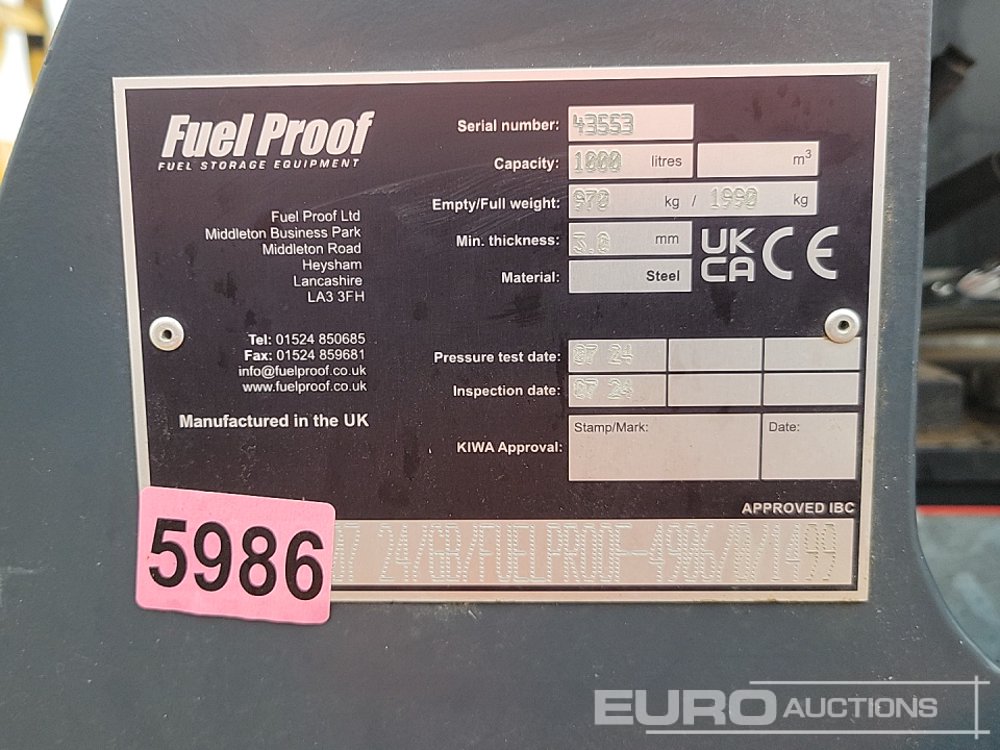 Fuel Proof
FUEL STORAGE EQUIPMENT
Fuel Proof Ltd
Middleton Business Park
Middleton Road
Heysham
Lancashire
LA3 3FH
Tel: 01524 850685
Fax: 01524 859681
info@fuelproof.co.uk
www.fuelproof.co.uk
Manufactured in the UK
Serial number: 43553
Capacity: 1000 litres m³
Empty/Full weight: 970 kg / 1990 kg
Min. thickness: 3.0 mm
Material: Steel
UK
CA CE
Pressure test date: 07 24
Inspection date: 07 24
KIWA Approval: Stamp/Mark: Date:
APPROVED IBC
07 24/GB/FUELPROOF-4986/0/1499
5986
EURO AUCTIONS